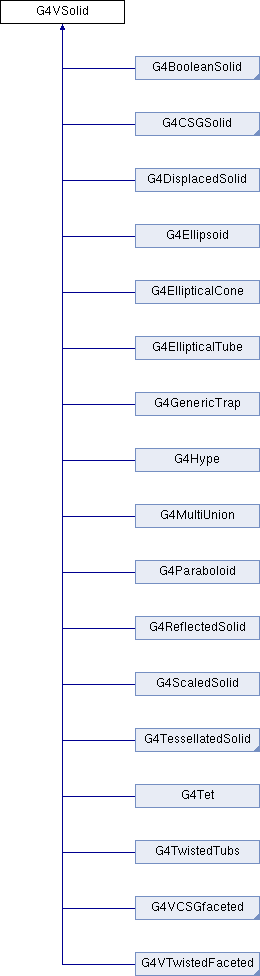 G4VSolid
G4BooleanSolid
G4CSGSolid
G4DisplacedSolid
G4Ellipsoid
G4EllipticalCone
G4EllipticalTube
G4GenericTrap
G4Hype
G4MultiUnion
G4Paraboloid
G4ReflectedSolid
G4ScaledSolid
G4TessellatedSolid
G4Tet
G4TwistedTubs
G4VCSGfaceted
G4VTwistedFaceted